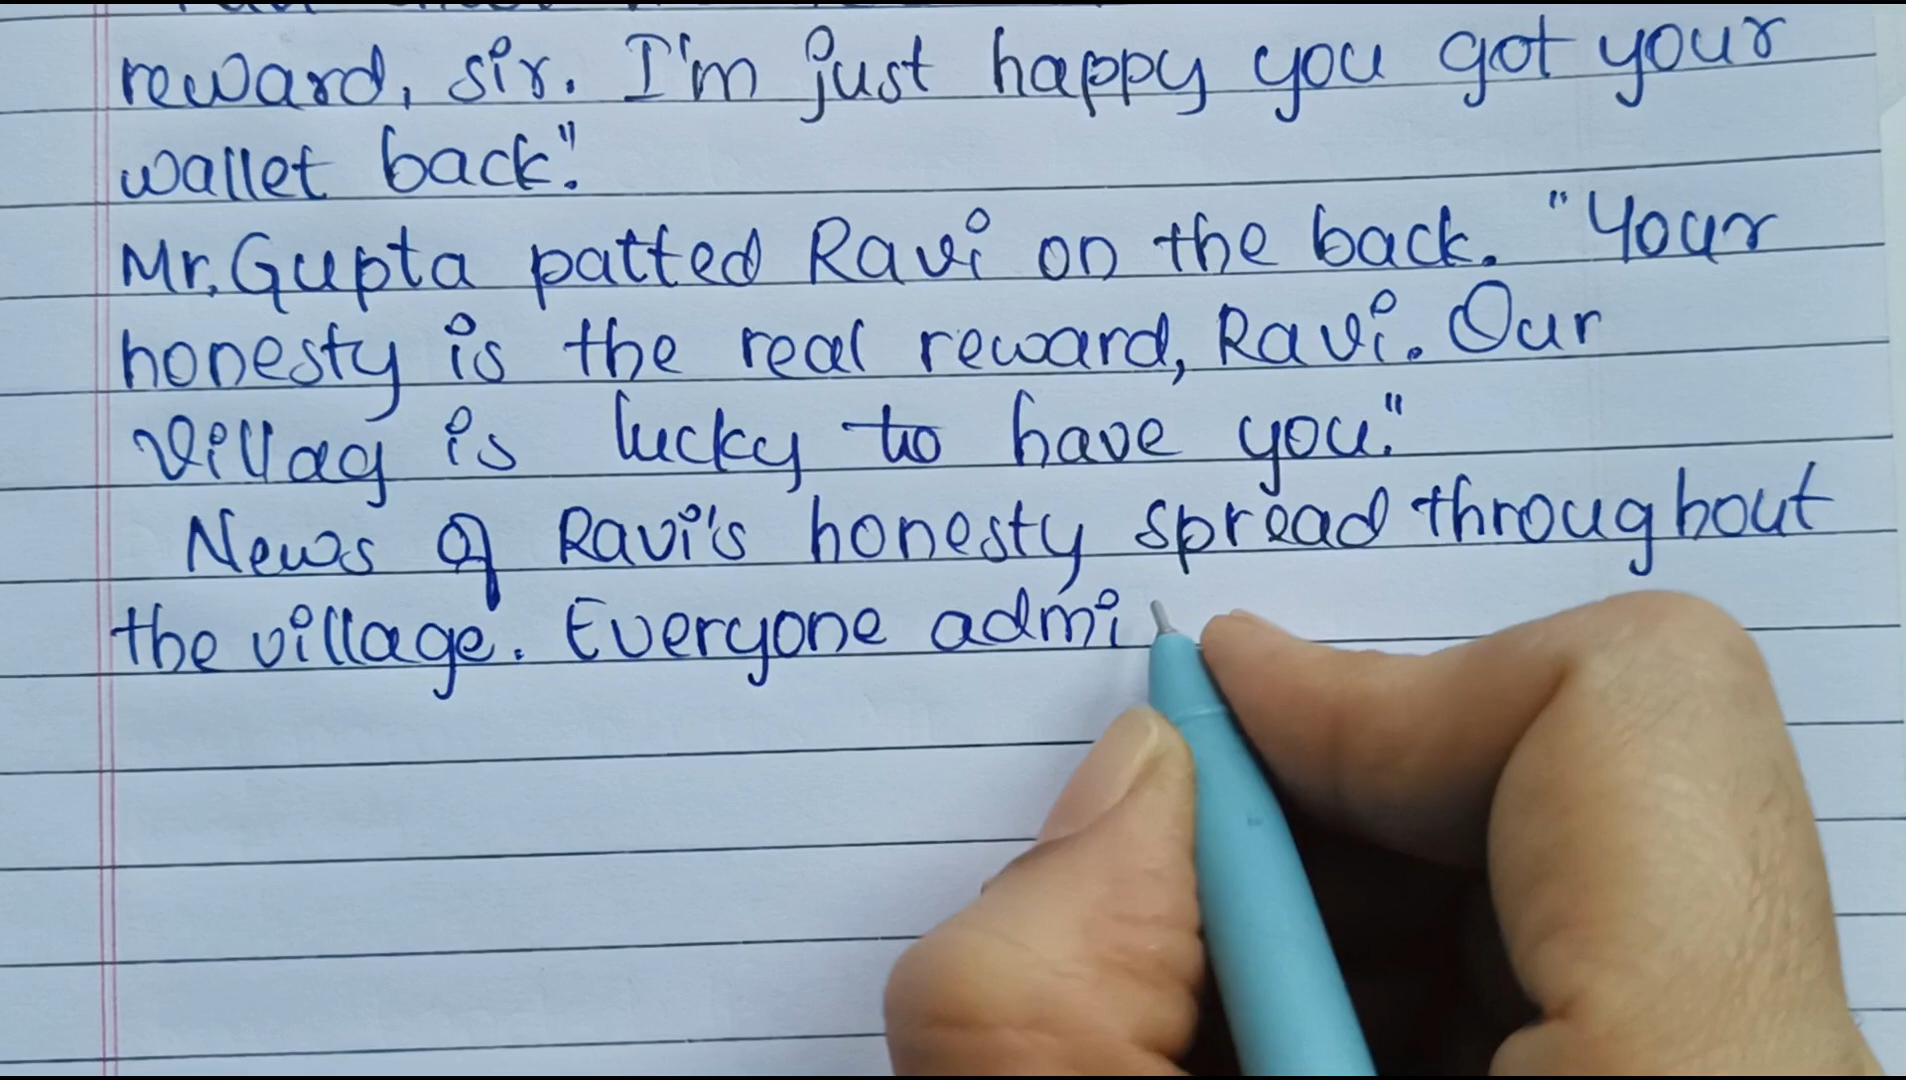 reward, sir. I'm just happy you got your
wallet back."
Mr. Gupta patted Ravi on the back. "Your
honesty is the real reward, Ravi. Our
villag is lucky to have you."
News of Ravi's honesty spread throughout
the village. Everyone admi